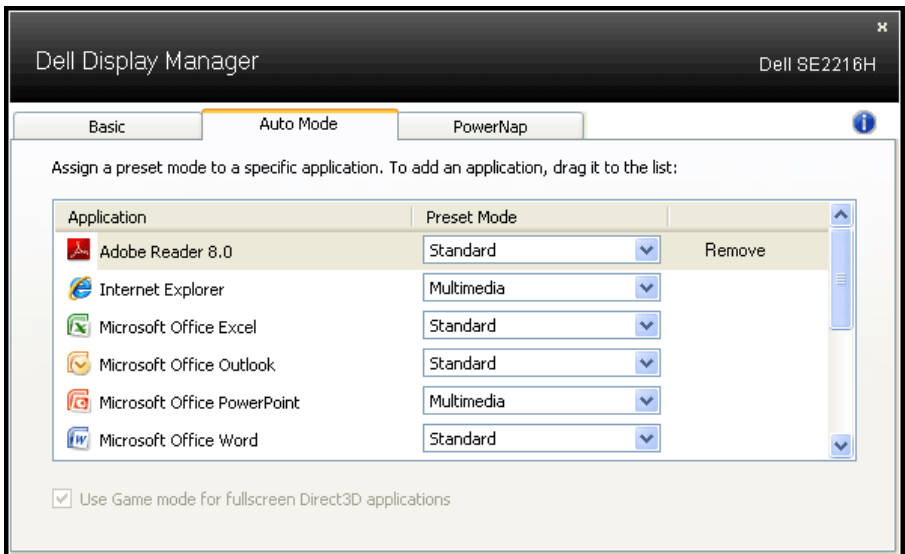 Dell Display Manager
Dell SE2216H
Basic
Auto Mode
PowerNap
Assign a preset mode to a specific application. To add an application, drag it to the list:
Application Preset Mode
Adobe Reader 8.0 Standard Remove
Internet Explorer Multimedia
Microsoft Office Excel Standard
Microsoft Office Outlook Standard
Microsoft Office PowerPoint Multimedia
Microsoft Office Word Standard
Use Game mode for fullscreen Direct3D applications